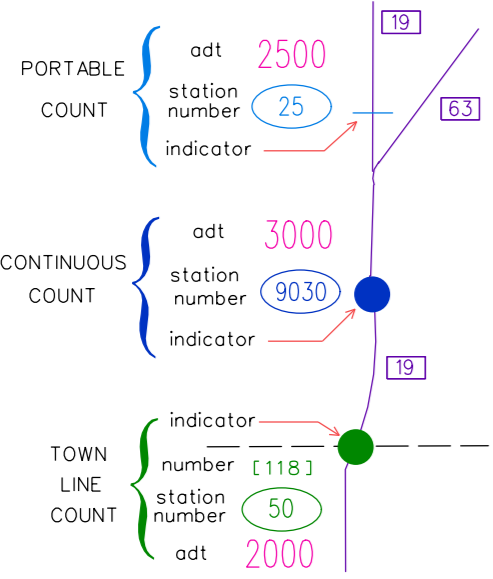 19
adt 2500
PORTABLE
station
63
COUNT
number 25
indicator
adt 3000
CONTINUOUS
station
COUNT
number 9030
indicator
19
indicator
TOWN
number [118]
LINE
station
COUNT
number 50
adt 2000